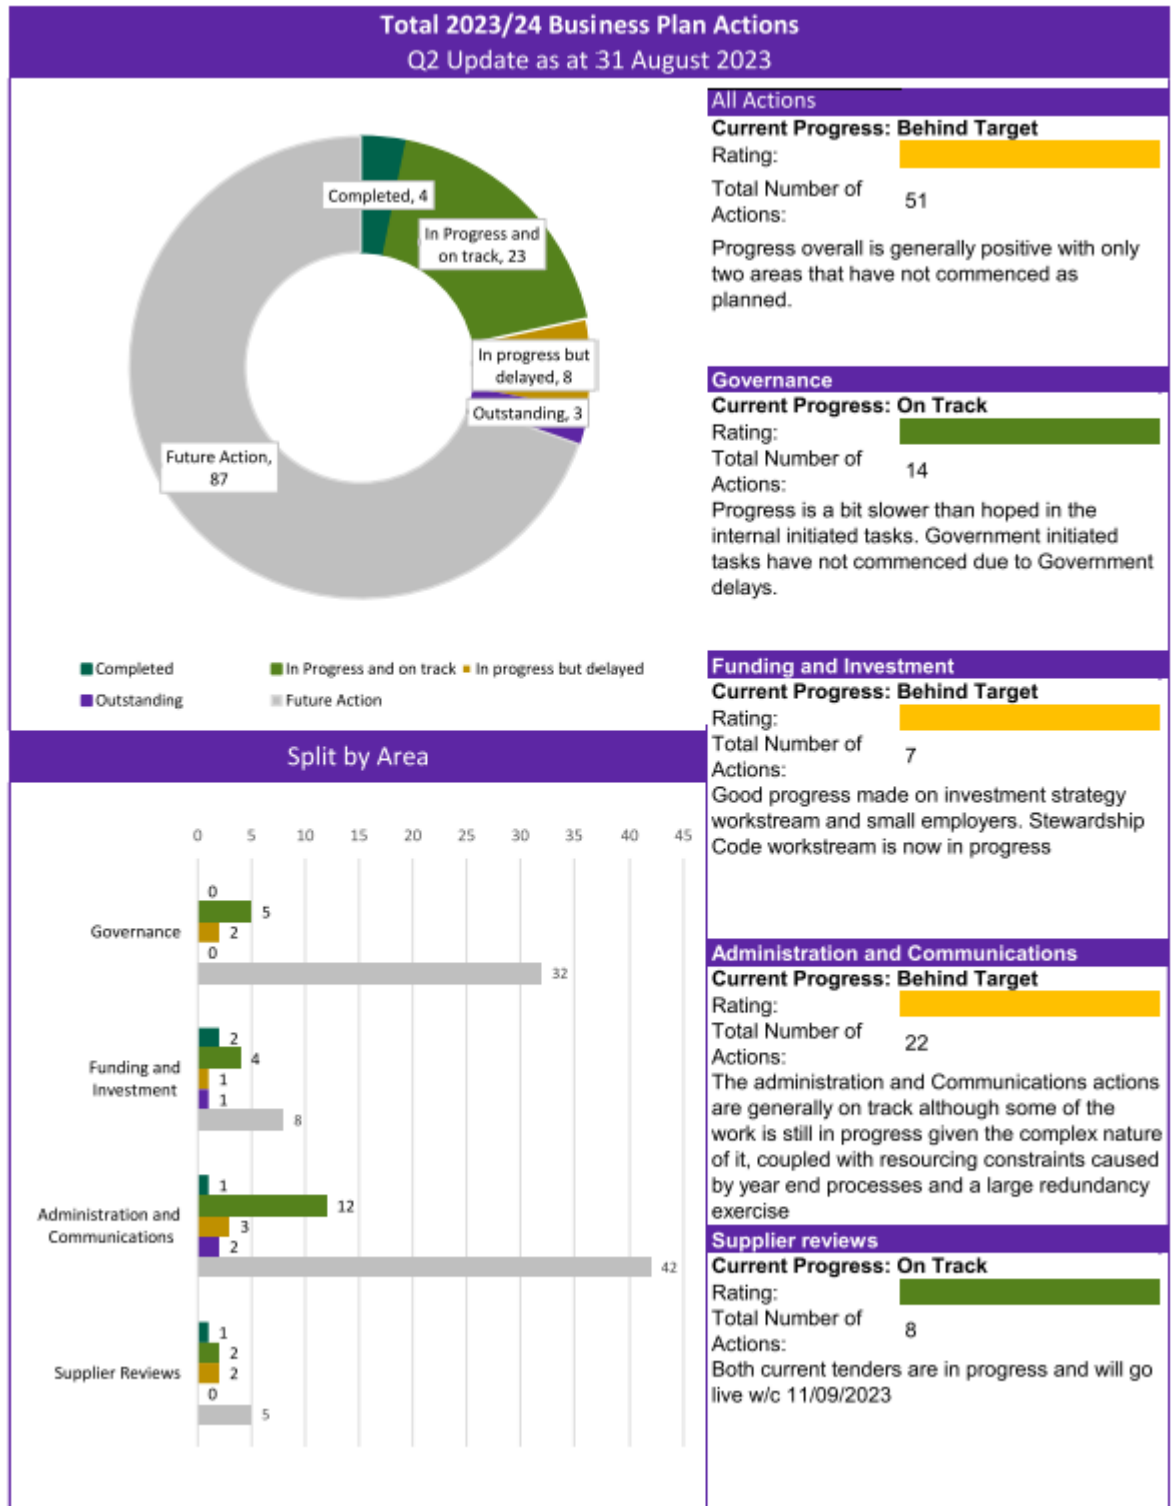 Total 2023/24 Business Plan Actions
Q2 Update as at 31 August 2023
Completed, 4
In Progress and
on track, 23
In progress but
delayed, 8
Outstanding, 3
Future Action,
87
Completed
In Progress and on track
In progress but delayed
Outstanding
Future Action
All Actions
Current Progress: Behind Target
Rating:
Total Number of
Actions:
51
Progress overall is generally positive with only
two areas that have not commenced as
planned.
Governance
Current Progress: On Track
Rating:
Total Number of
Actions:
14
Progress is a bit slower than hoped in the
internal initiated tasks. Government initiated
tasks have not commenced due to Government
delays.
Funding and Investment
Current Progress: Behind Target
Rating:
Total Number of
Actions:
7
Good progress made on investment strategy
workstream and small employers. Stewardship
Code workstream is now in progress
Administration and Communications
Current Progress: Behind Target
Rating:
Total Number of
Actions:
22
The administration and Communications actions
are generally on track although some of the
work is still in progress given the complex nature
of it, coupled with resourcing constraints caused
by year end processes and a large redundancy
exercise
Supplier reviews
Current Progress: On Track
Rating:
Total Number of
Actions:
8
Both current tenders are in progress and will go
live w/c 11/09/2023
Split by Area
0 5 10 15 20 25 30 35 40 45
Governance
0
5
2
0
32
Funding and
Investment
2
4
1
1
8
Administration and
Communications
1
12
3
2
42
Supplier Reviews
1
2
2
0
5